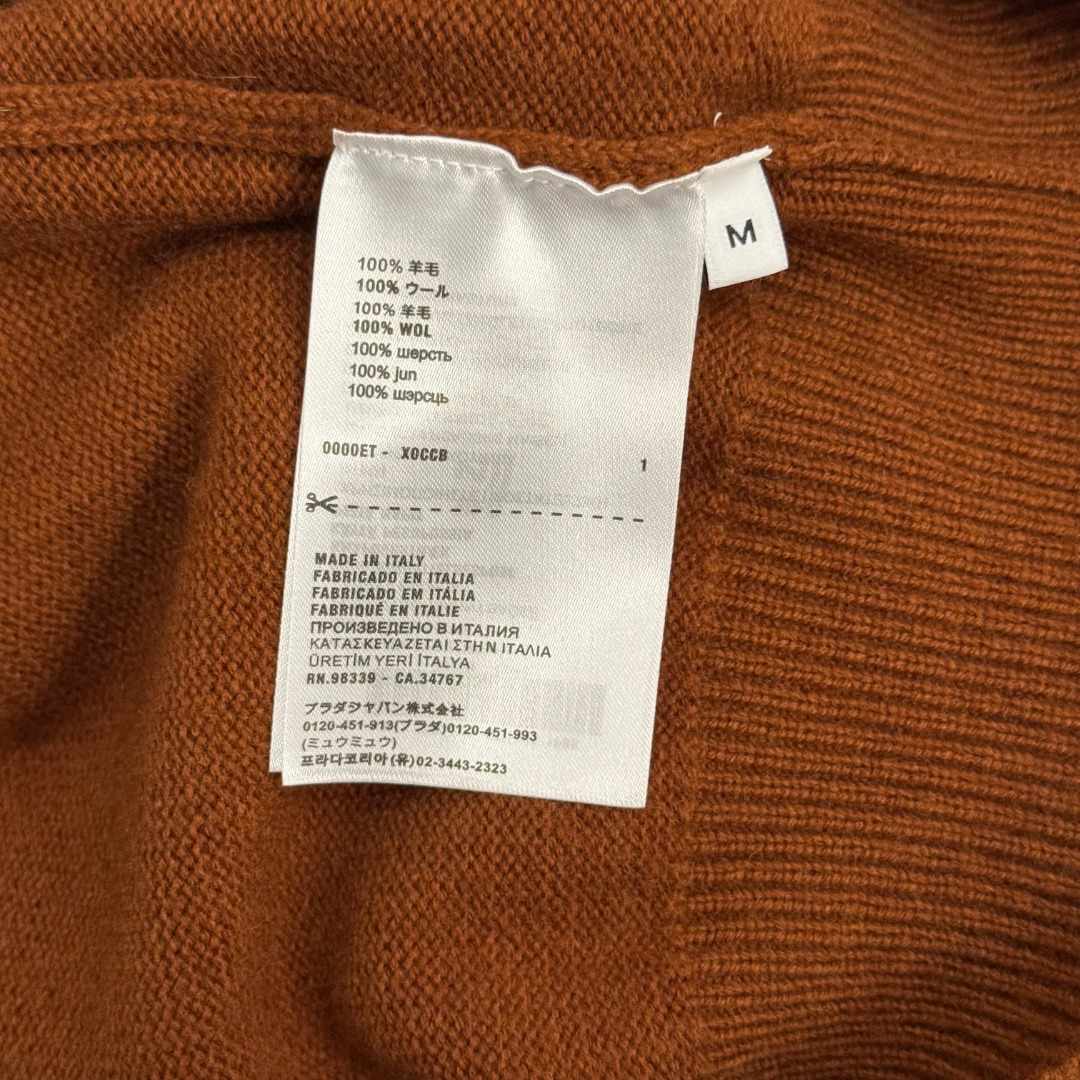 M
100% 羊毛
100% ウール
100% 羊毛
100% WOL
100% шерсть
100% jun
100% шэрсць
0000ET - X0CCB
1
MADE IN ITALY
FABRICADO EN ITALIA
FABRICADO EM ITÁLIA
FABRIQUÉ EN ITALIE
ПРОИЗВЕДЕНО В ИТАЛИЯ
ΚΑΤΑΣΚΕΥΑΖΕΤΑΙ ΣΤΗΝ ΙΤΑΛΙΑ
ÜRETİM YERİ İTALYA
RN.98339 - CA.34767
プラダジャパン株式会社
0120-451-913(プラダ)0120-451-993
(ミュウミュウ)
프라다코리아(유)02-3443-2323